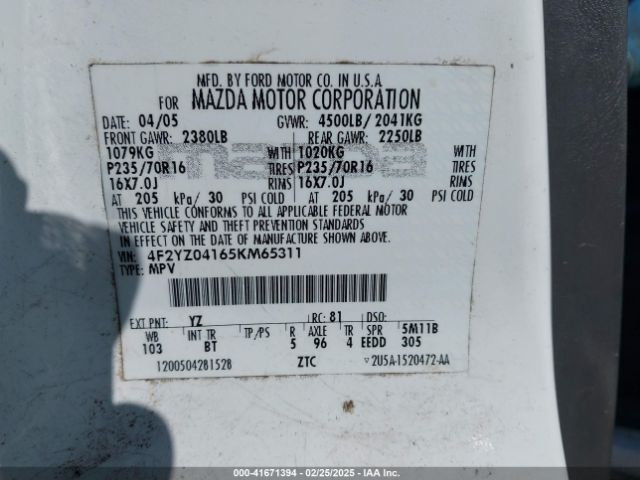 MFD. BY FORD MOTOR CO. IN U.S.A.
FOR MAZDA MOTOR CORPORATION
DATE: 04/05 GVWR: 4500LB/ 2041KG
FRONT GAWR: 2380LB REAR GAWR: 2250LB
1079KG WITH 1020KG WITH
P235/70R16 TIRES P235/70R16 TIRES
16X7.0J RIMS 16X7.0J RIMS
AT 205 kPa/ 30 PSI COLD AT 205 kPa/ 30 PSI COLD
THIS VEHICLE CONFORMS TO ALL APPLICABLE FEDERAL MOTOR
VEHICLE SAFETY AND THEFT PREVENTION STANDARDS
IN EFFECT ON THE DATE OF MANUFACTURE SHOWN ABOVE.
VIN: 4F2YZ04165KM65311
TYPE: MPV
EXT PNT: YZ RC: 81 DSO:
WB INT TR TP/PS R AXLE TR SPR 5M11B
103 BT 5 96 4 EEDD 305
1200504281528 ZTC 2U5A-1520472-AA
00-41671394 - 02/25/2025 - IAA Inc.